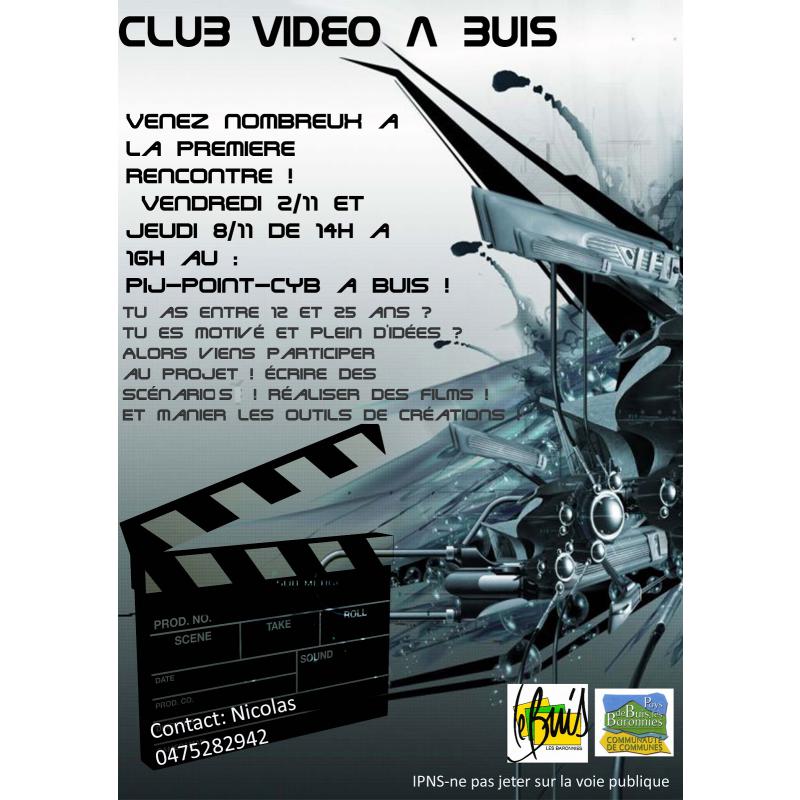 CLUB VIDEO A BUIS
VENEZ NOMBREUX A
LA PREMIERE
RENCONTRE !
VENDREDI 2/11 ET
JEUDI 8/11 DE 14H A
16H AU :
PIJ-POINT-CYB A BUIS !
TU AS ENTRE 12 ET 25 ANS ?
TU ES MOTIVÉ ET PLEIN D'IDÉES ?
ALORS VIENS PARTICIPER
AU PROJET ! ÉCRIRE DES
SCÉNARIOS ! RÉALISER DES FILMS !
ET MANIER LES OUTILS DE CRÉATIONS !
PROD. NO.
SCENE
TAKE
ROLL
DATE
SOUND
PROD. CO.
Contact: Nicolas
0475282942
le Buis
LES BARONNIES
Pays
de Buis les
Baronnies
COMMUNAUTÉ
DE COMMUNES
IPNS-ne pas jeter sur la voie publique